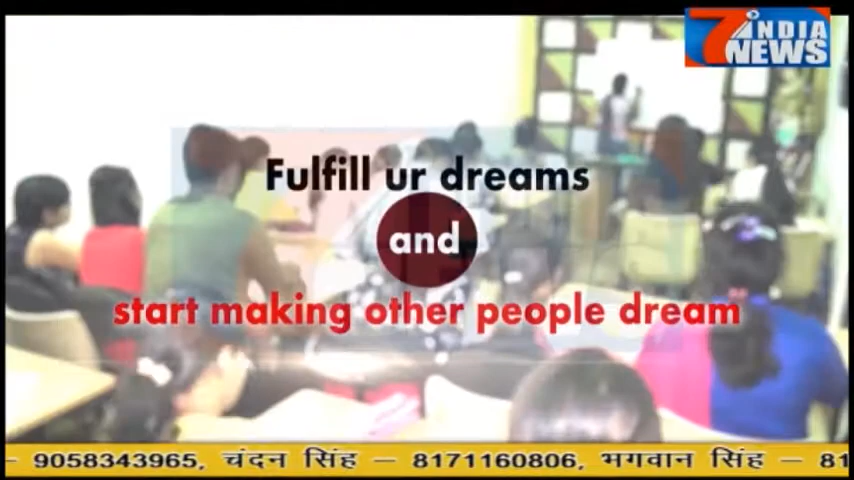 7 INDIA
NEWS
Fulfill ur dreams
and
start making other people dream
- 9058343965, चंदन सिंह - 8171160806, भगवान सिंह - 81